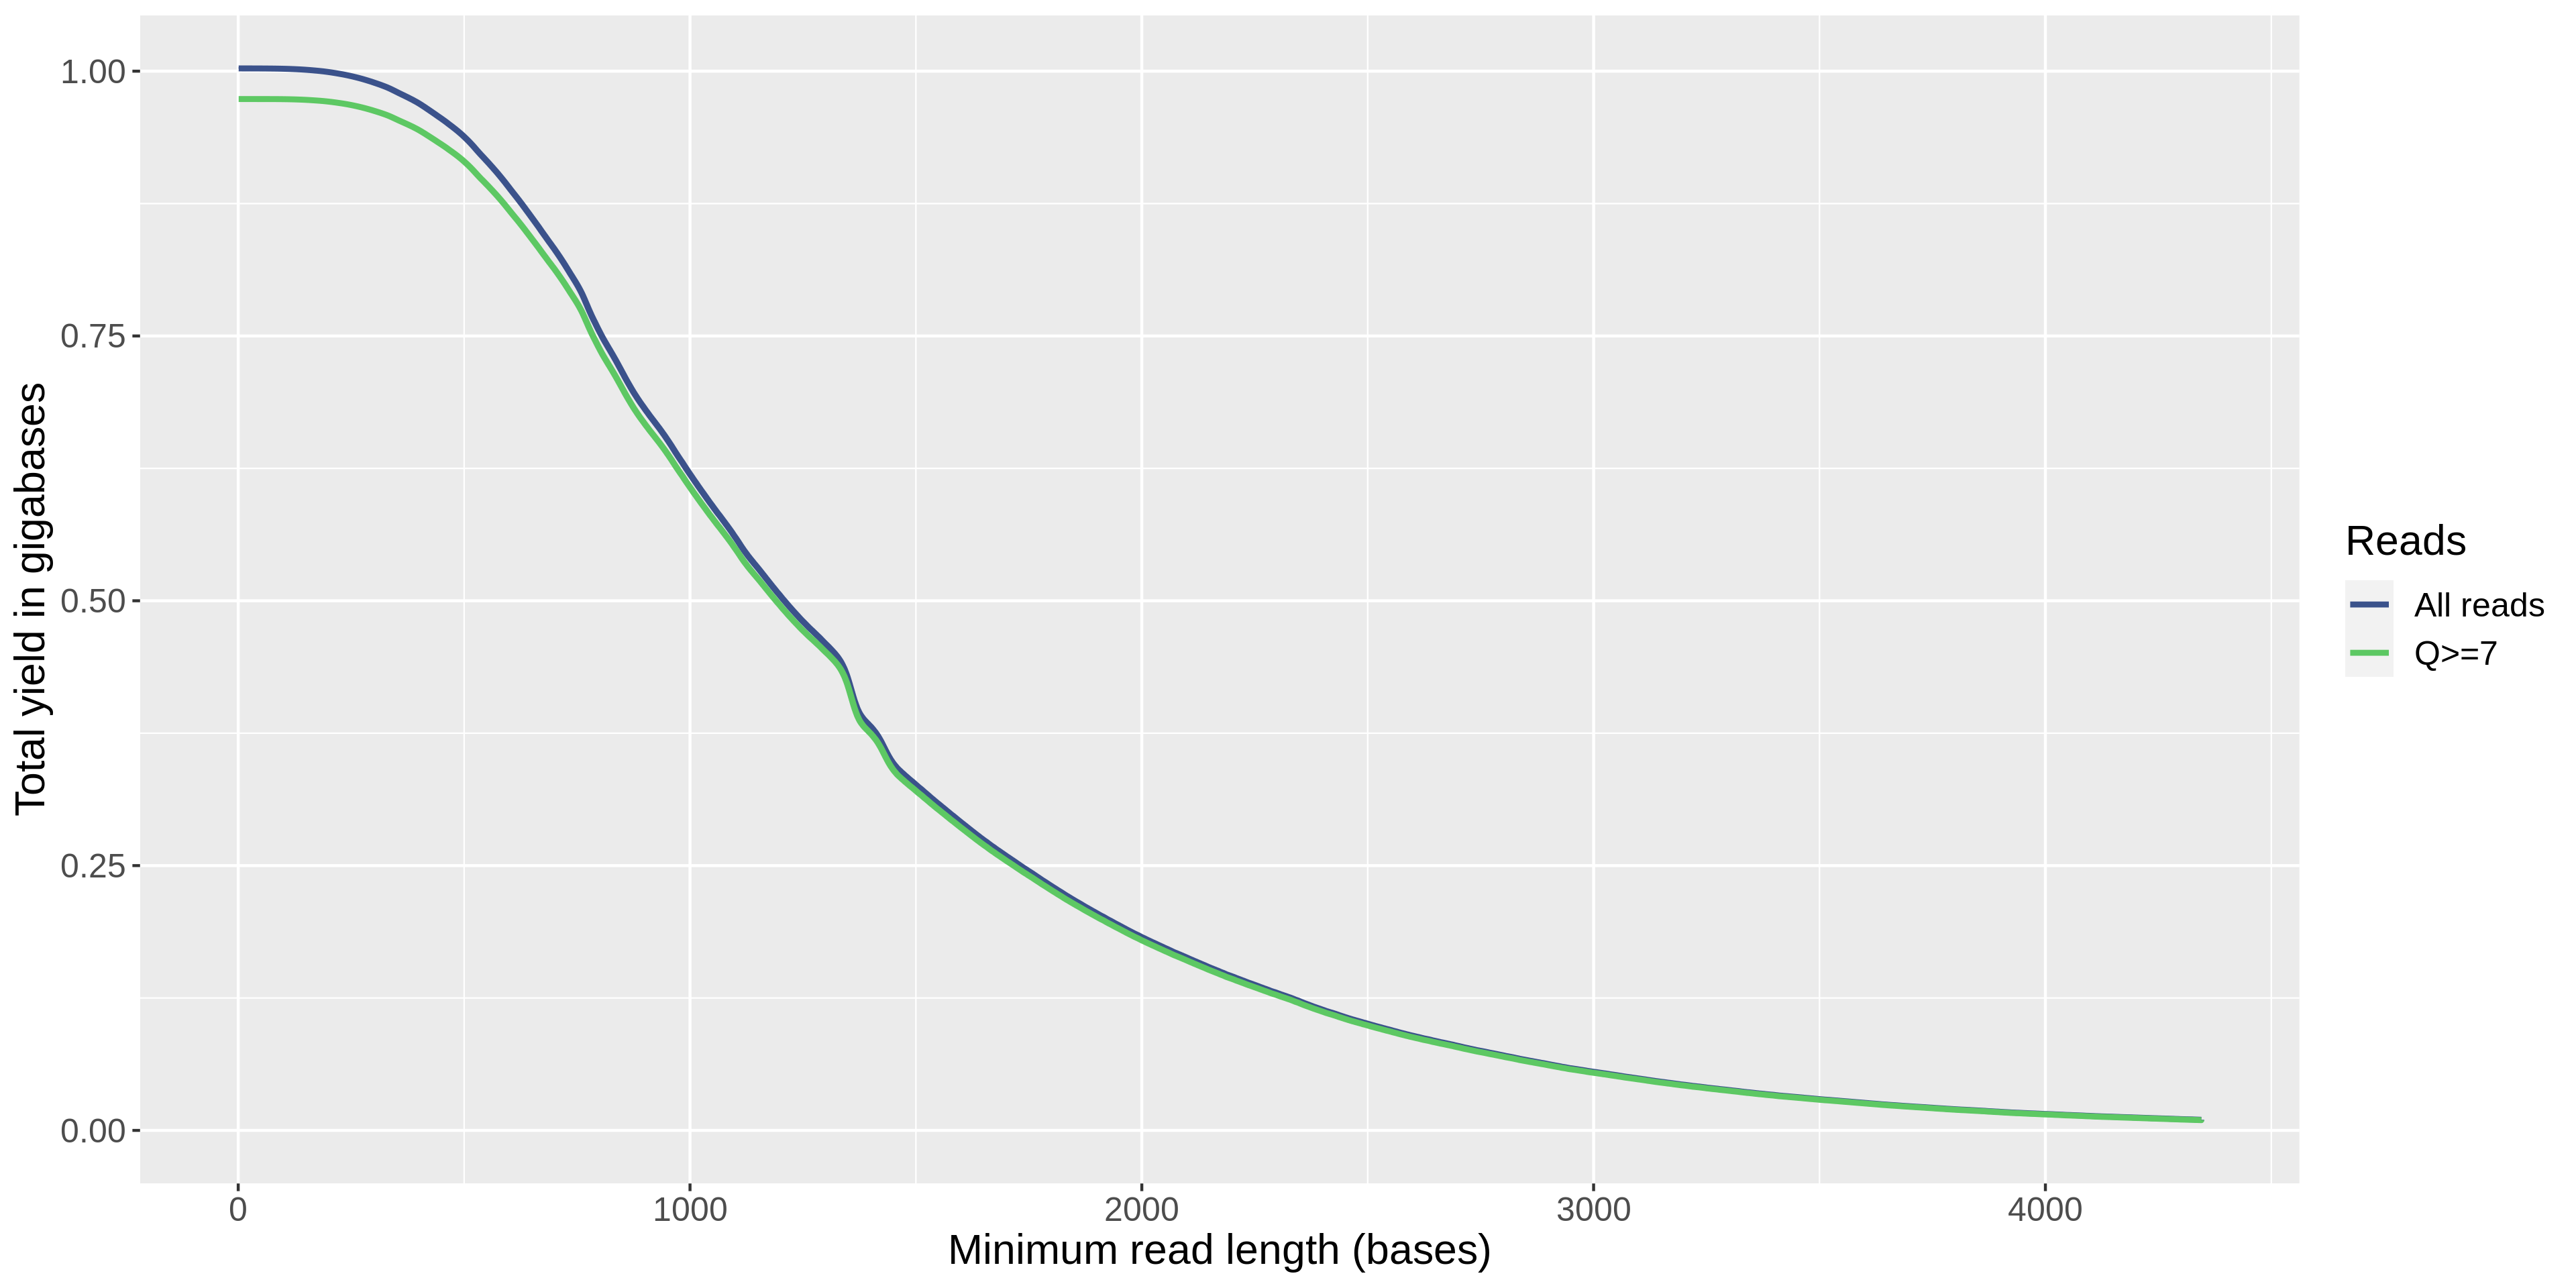 Total yield in gigabases
1.00
0.75
0.50
0.25
0.00
0
1000
2000
3000
4000
Minimum read length (bases)
Reads
All reads
Q>=7